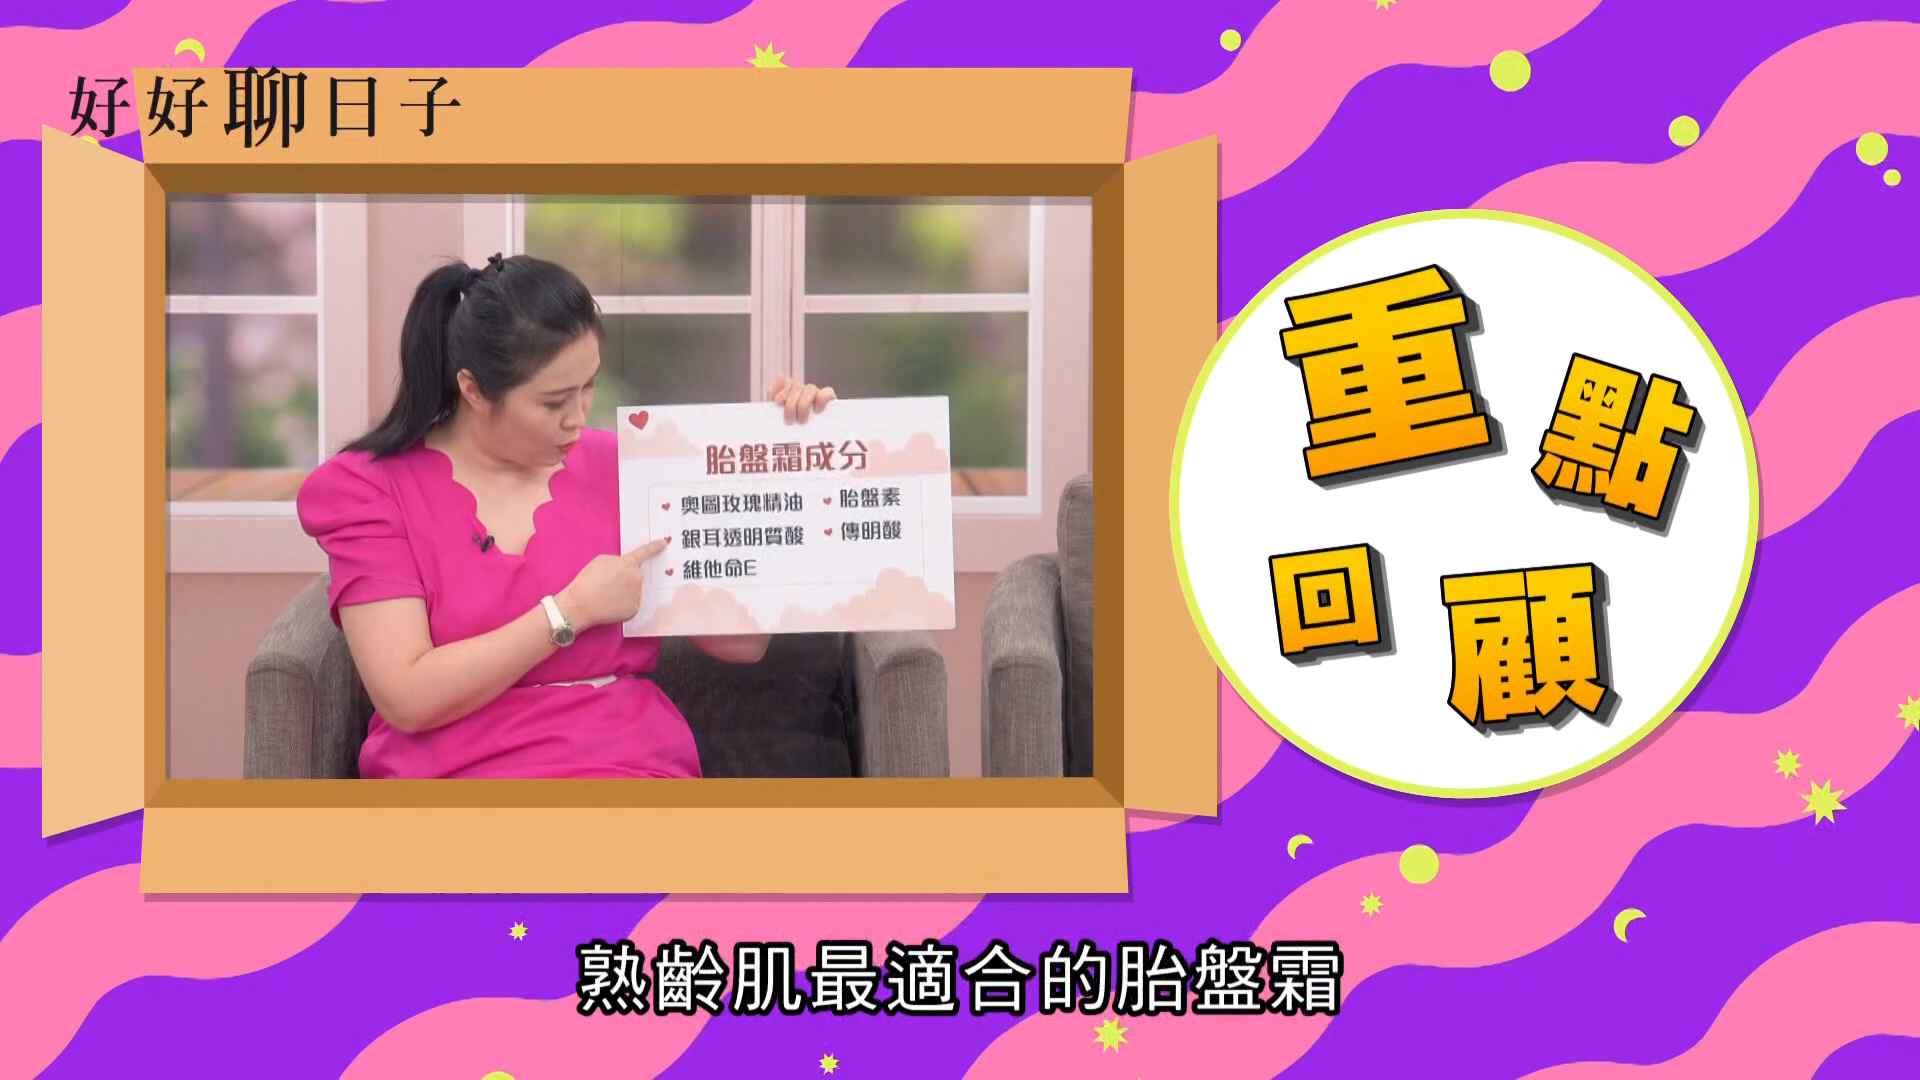 好好聊日子
胎盤霜成分
奧圖玫瑰精油
胎盤素
銀耳透明質酸
傳明酸
維他命E
重點
回顧
熟齡肌最適合的胎盤霜